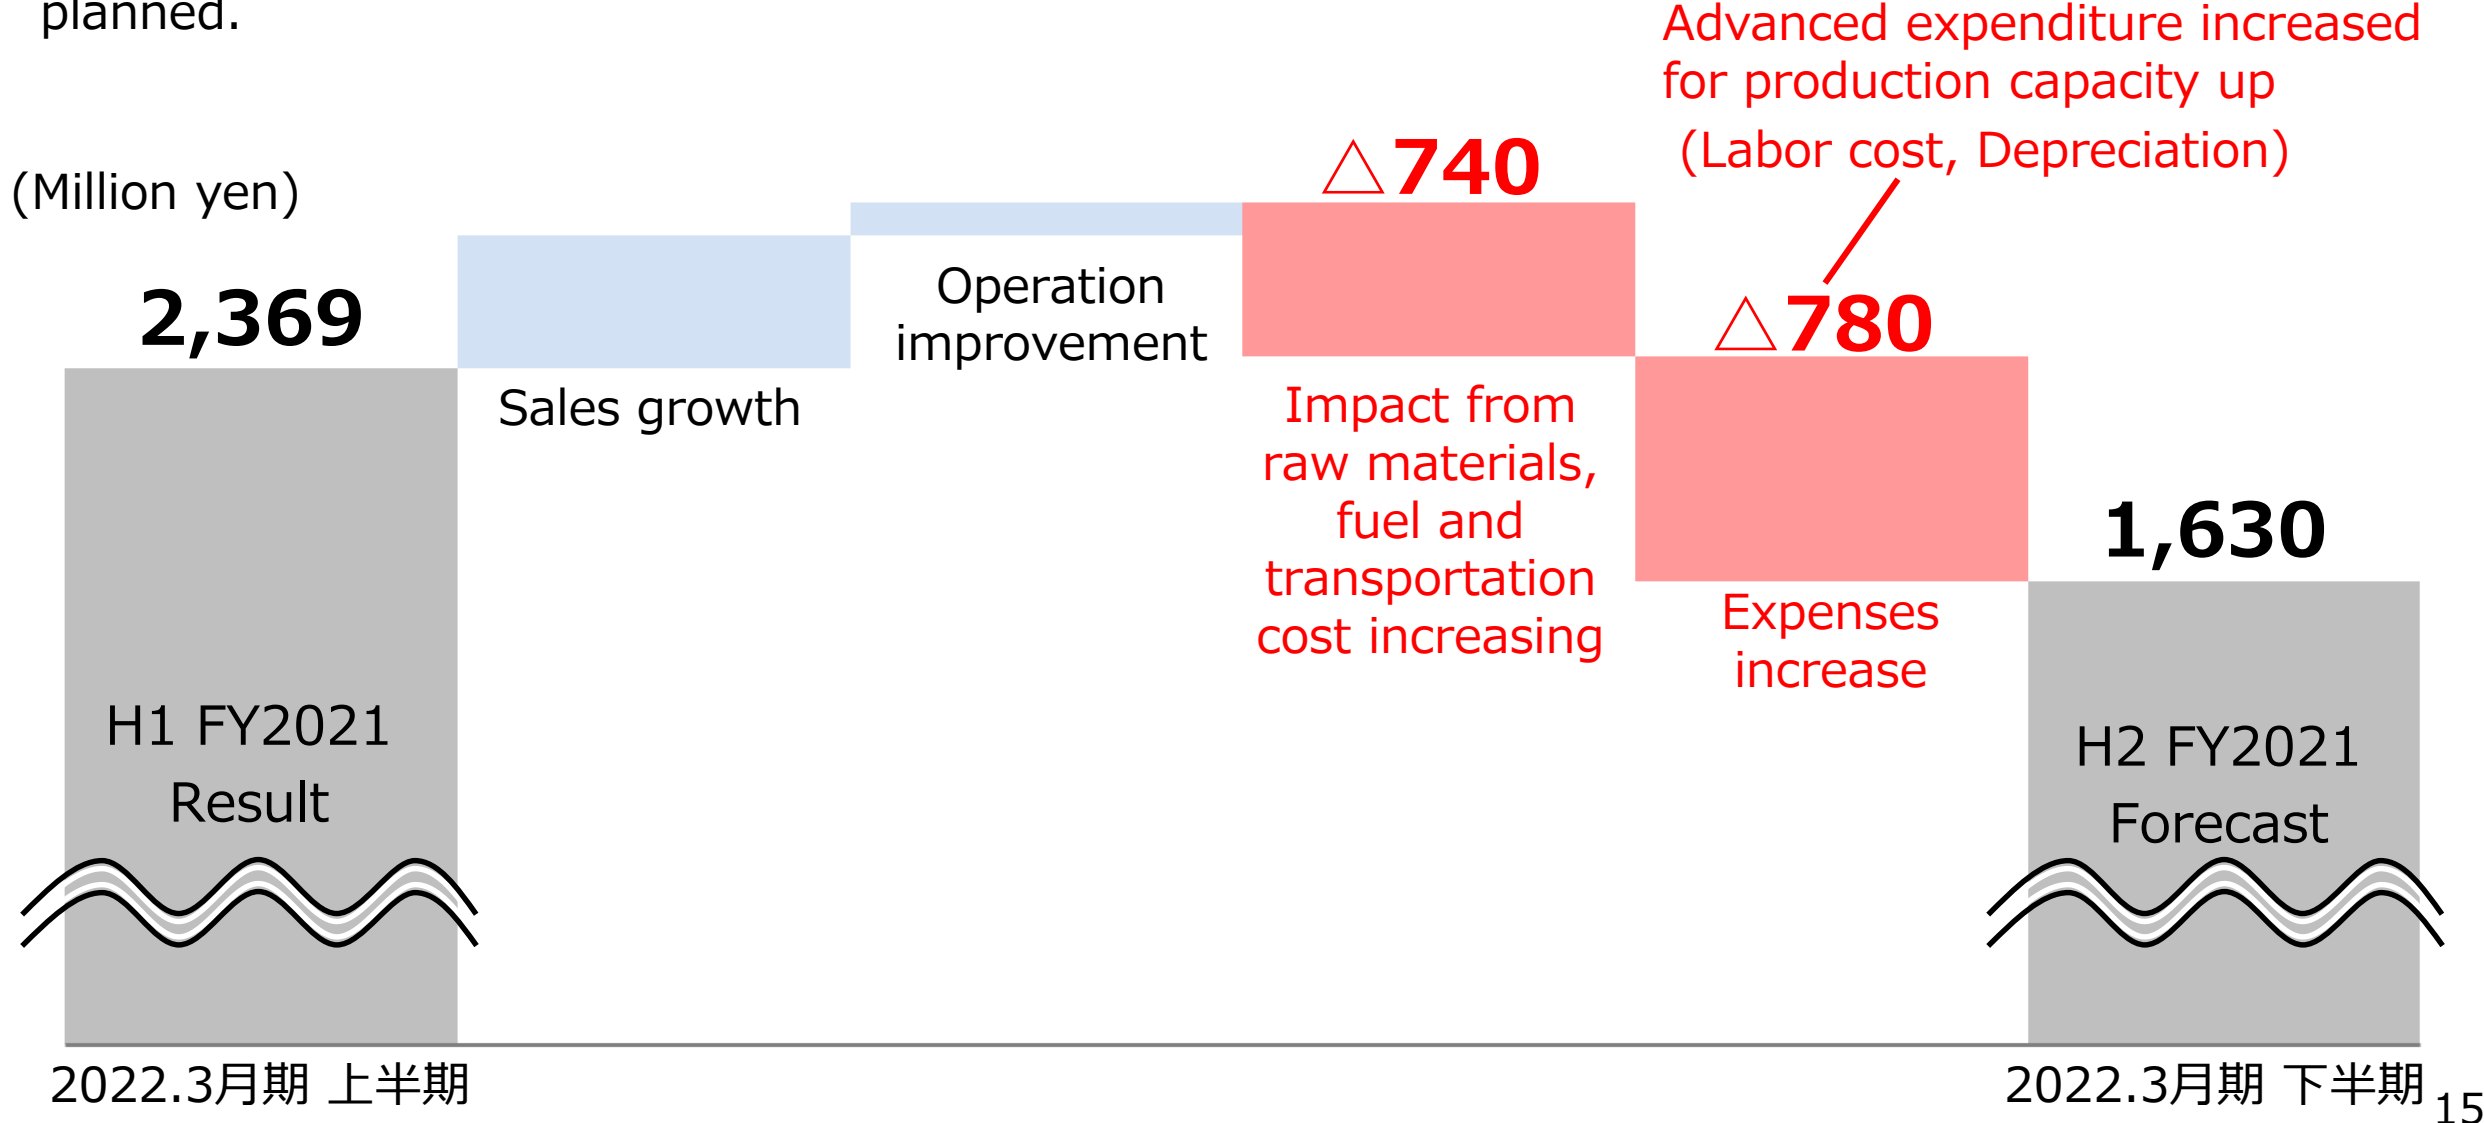 planned.
Advanced expenditure increased
for production capacity up
(Labor cost, Depreciation)
(Million yen)
△740
2,369
Operation
improvement
△780
Sales growth
Impact from
raw materials,
fuel and
transportation
cost increasing
1,630
Expenses
increase
H1 FY2021
Result
H2 FY2021
Forecast
2022.3月期 上半期
2022.3月期 下半期
15